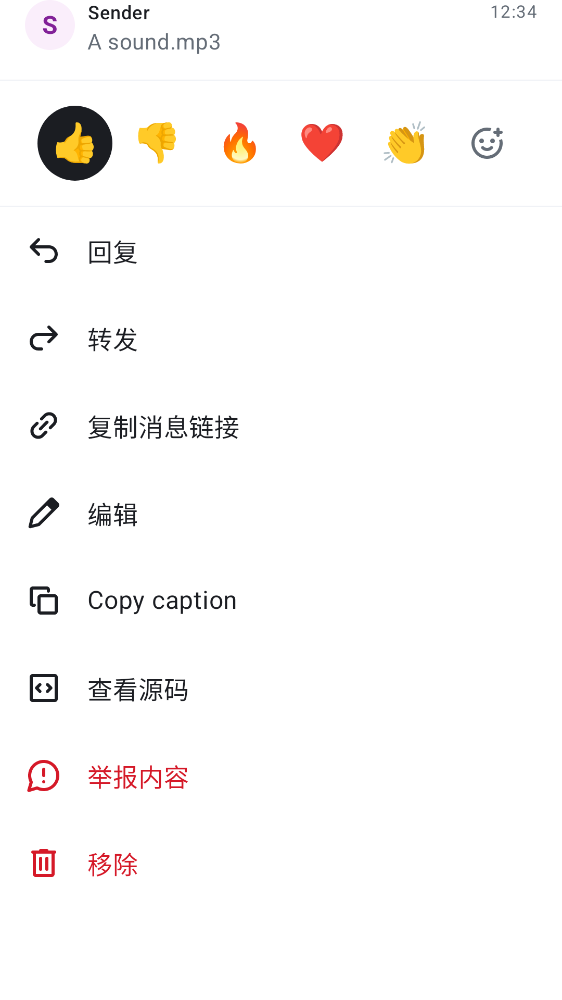 S
Sender
12:34
A sound.mp3
回复
转发
复制消息链接
编辑
Copy caption
查看源码
举报内容
移除